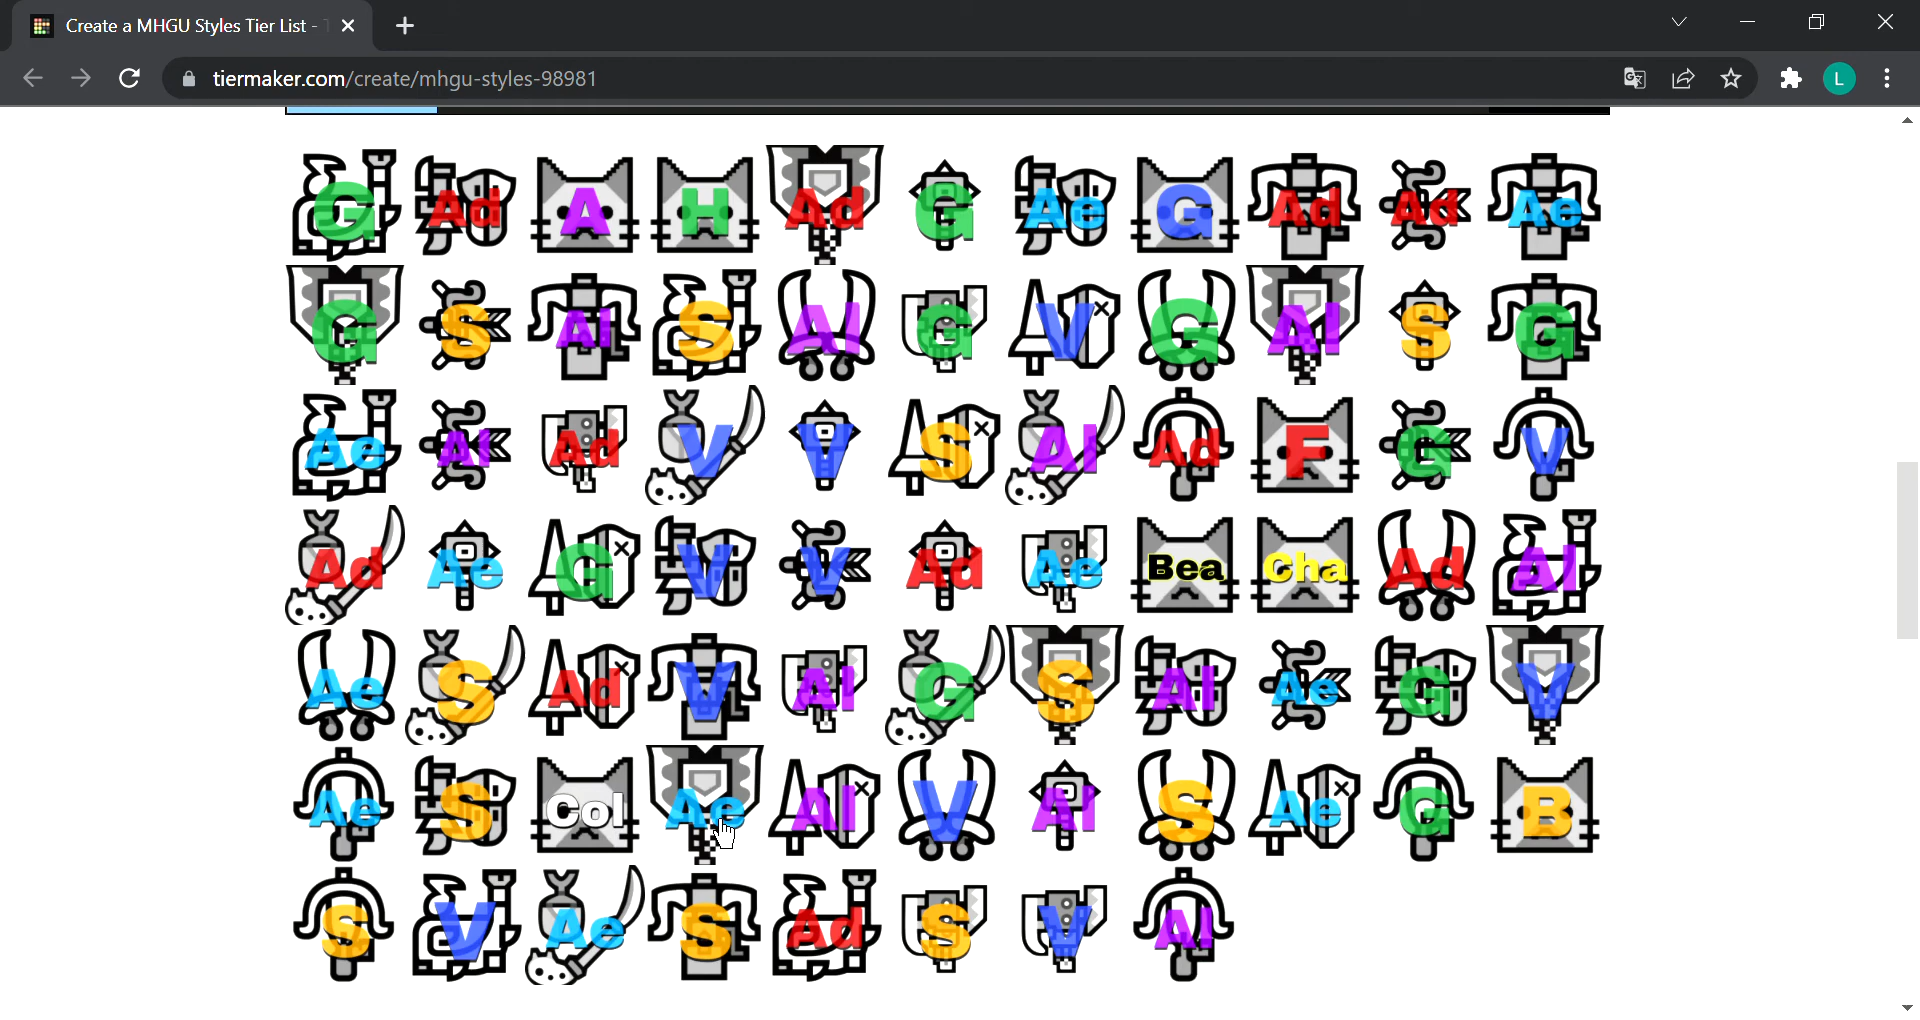 Create a MHGU Styles Tier List -
tiermaker.com/create/mhgu-styles-98981
L
G Ad A H Ad G Ae G Ad Ad Ae
G S Al S Al G V G Al S G
Ae Al Ad V V S Al Ad F G V
Ad Ae G V V Ad Ae Bea Cha Ad Al
Ae S Ad V Al G S Al Ae G V
Ae S Col Ae Al V Al S Ae G B
S V Ae S Ad S V Al